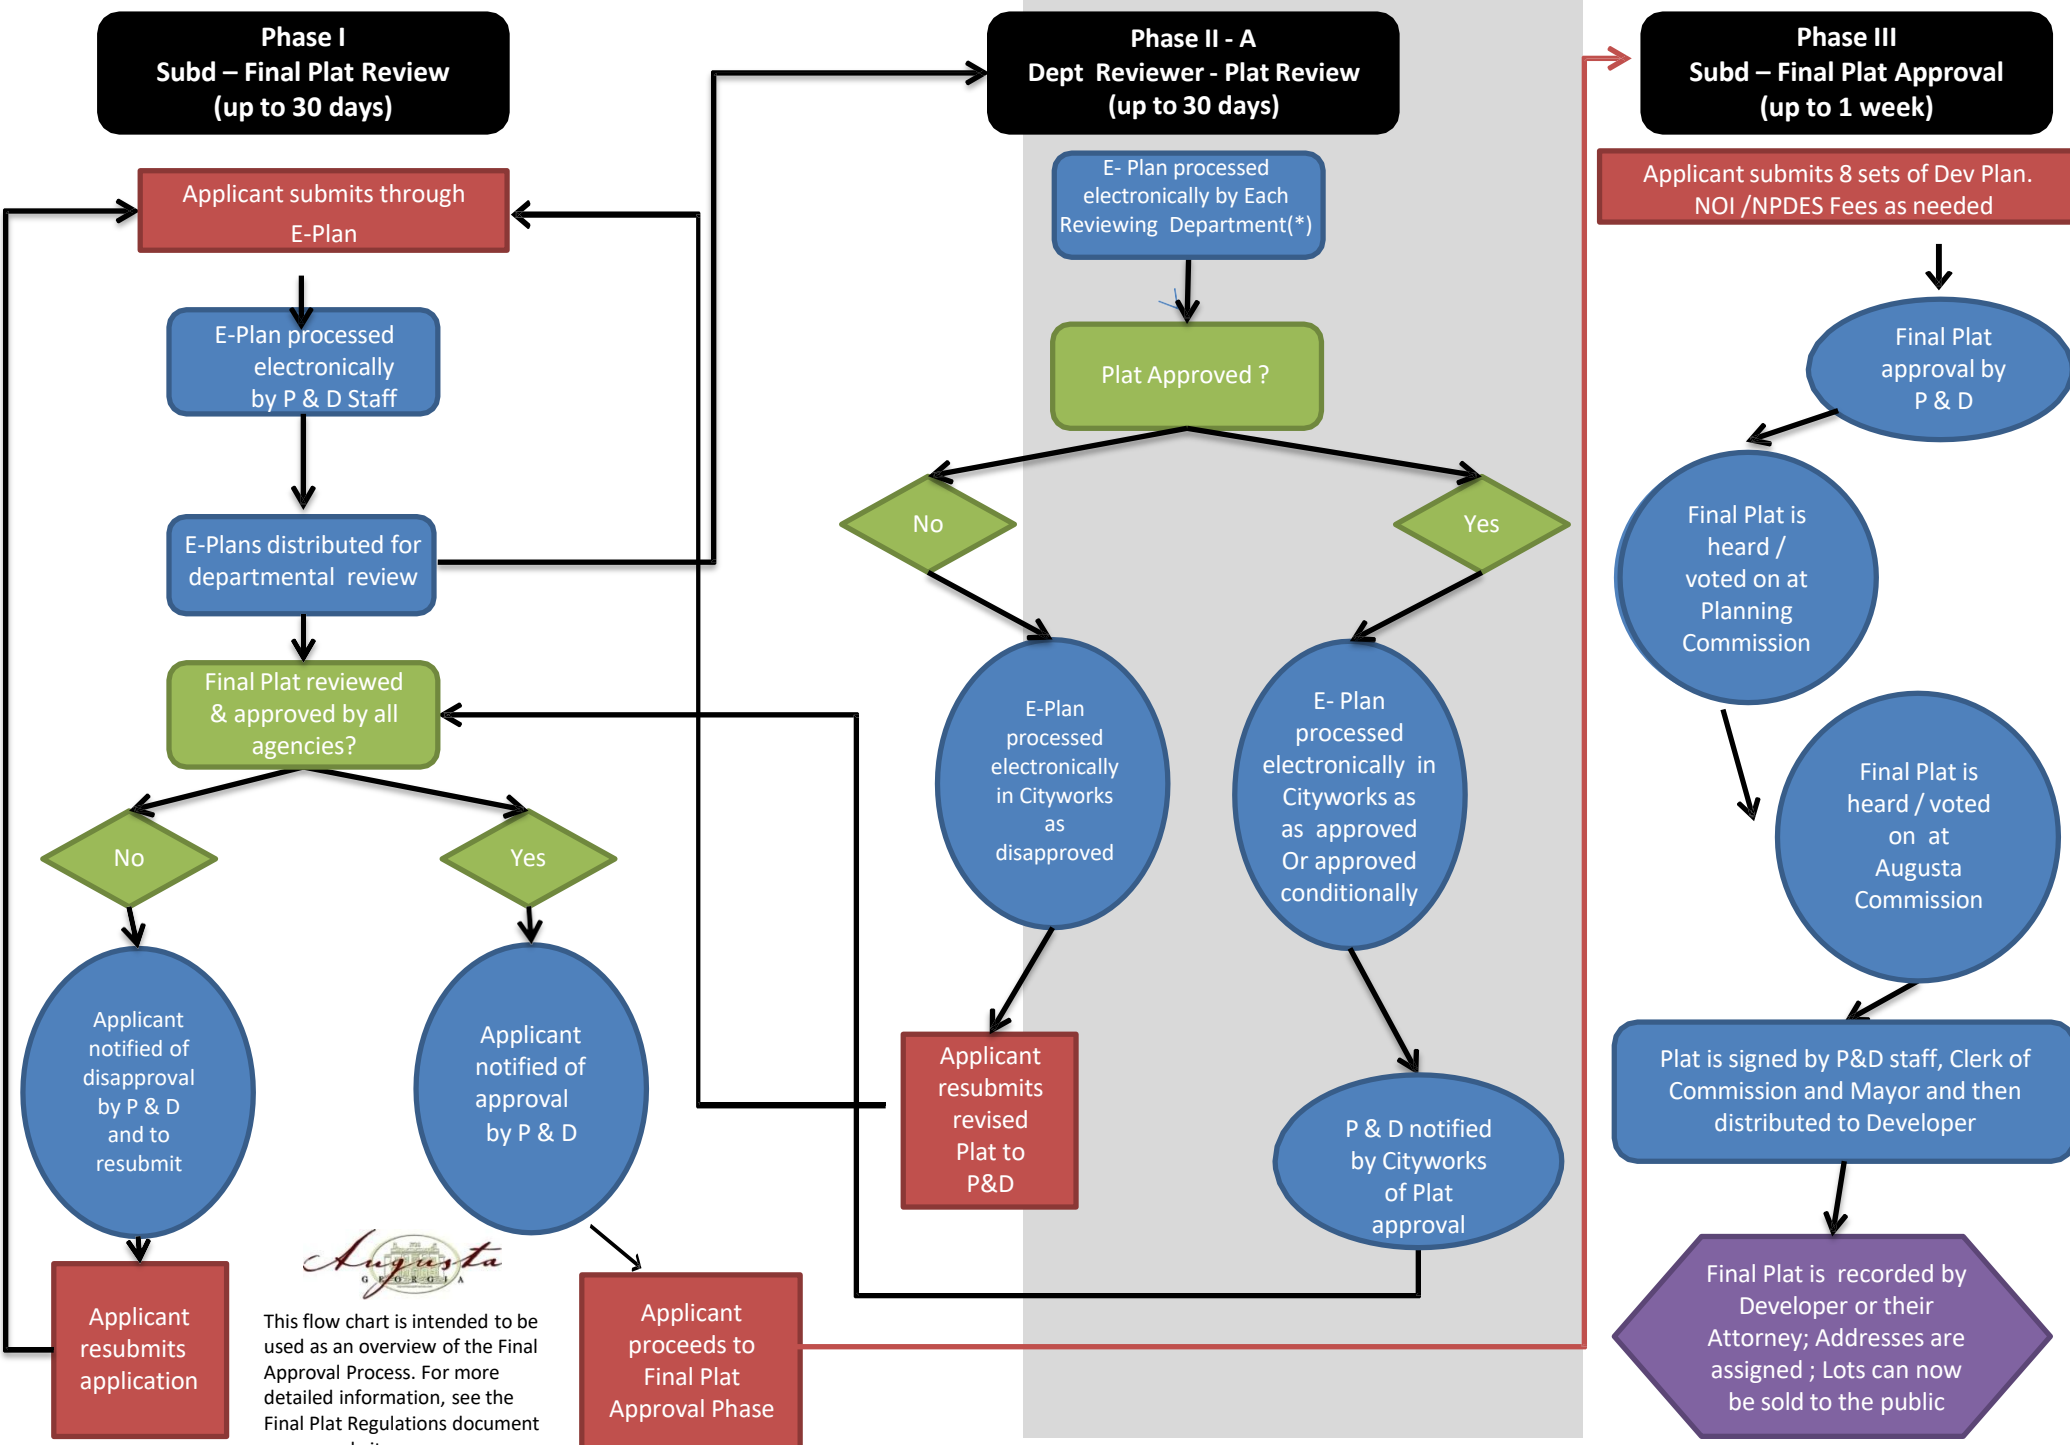 Phase I
Subd – Final Plat Review
(up to 30 days)
Applicant submits through
E-Plan
E-Plan processed
electronically
by P & D Staff
E-Plans distributed for
departmental review
Final Plat reviewed
& approved by all
agencies?
No
Yes
Applicant
notified of
disapproval
by P & D
and to
resubmit
Applicant
notified of
approval
by P & D
Applicant
resubmits
application
Augusta
GEORGIA
This flow chart is intended to be
used as an overview of the Final
Approval Process. For more
detailed information, see the
Final Plat Regulations document
Applicant
proceeds to
Final Plat
Approval Phase
Phase II - A
Dept Reviewer - Plat Review
(up to 30 days)
E- Plan processed
electronically by Each
Reviewing Department(*)
Plat Approved ?
No
Yes
E-Plan
processed
electronically
in Cityworks
as
disapproved
E- Plan
processed
electronically in
Cityworks as
as approved
Or approved
conditionally
Applicant
resubmits
revised
Plat to
P&D
P & D notified
by Cityworks
of Plat
approval
Phase III
Subd – Final Plat Approval
(up to 1 week)
Applicant submits 8 sets of Dev Plan.
NOI /NPDES Fees as needed
Final Plat
approval by
P & D
Final Plat is
heard /
voted on at
Planning
Commission
Final Plat is
heard / voted
on at
Augusta
Commission
Plat is signed by P&D staff, Clerk of
Commission and Mayor and then
distributed to Developer
Final Plat is recorded by
Developer or their
Attorney; Addresses are
assigned ; Lots can now
be sold to the public